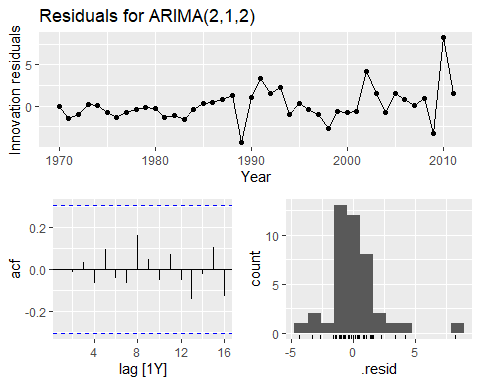 Residuals for ARIMA(2,1,2)
Innovation residuals
5
0
1970
1980
1990
2000
2010
Year
acf
0.2
0.0
-0.2
4
8
12
16
lag [1Y]
count
10
5
0
-5
0
5
.resid